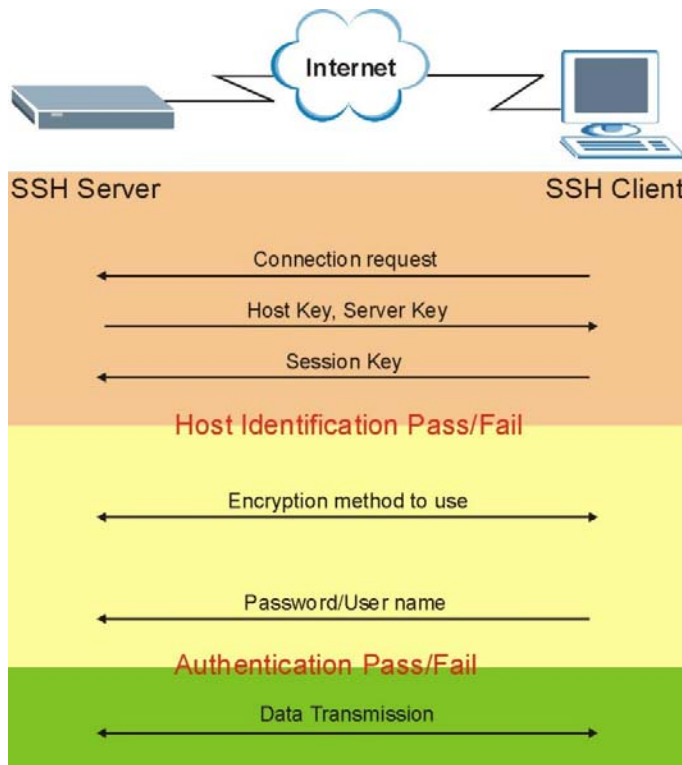 Internet
SSH Server
SSH Client
Connection request
Host Key, Server Key
Session Key
Host Identification Pass/Fail
Encryption method to use
Password/User name
Authentication Pass/Fail
Data Transmission